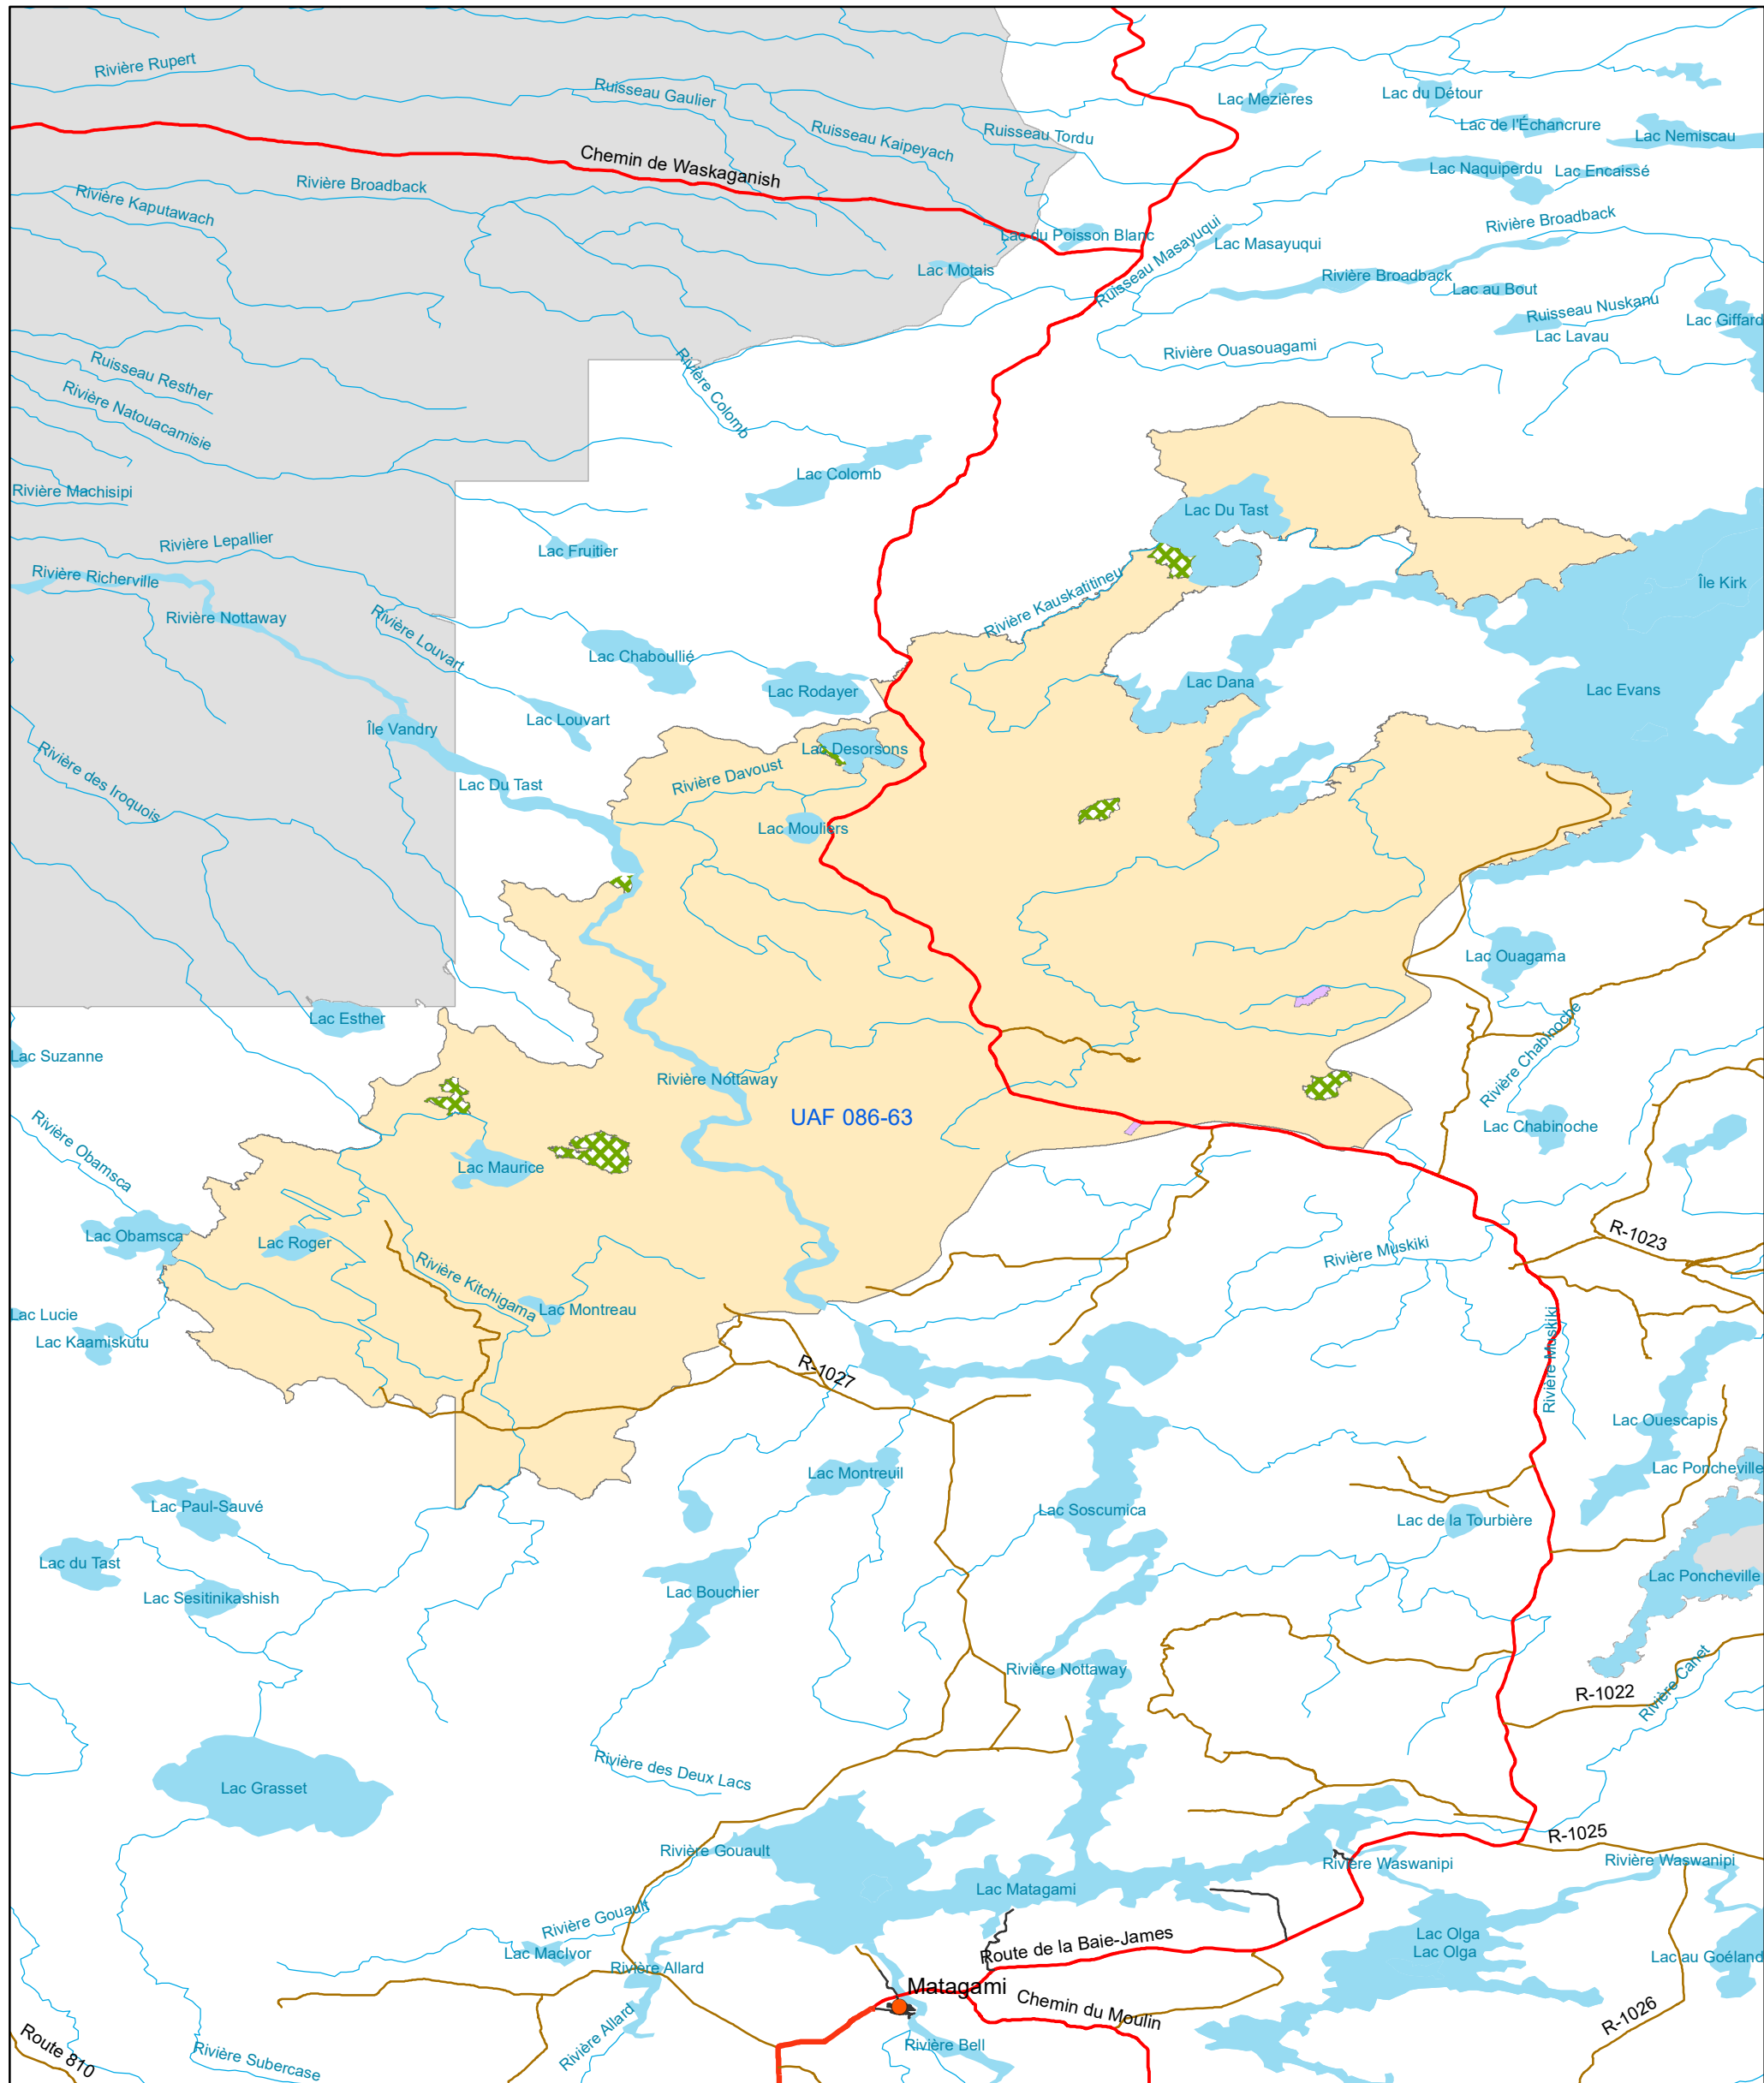 Rivière Rupert
Ruisseau Gaulier
Lac Mezières
Lac du Détour
Ruisseau Kaipeyach
Ruisseau Tordu
Lac de l'Échancrure
Lac Nemiscau
Chemin de Waskaganish
Rivière Broadback
Lac Naquiperdu
Lac Encaissé
Rivière Kaputawach
Lac du Poisson Blanc
Ruisseau Masayuqui
Lac Masayuqui
Rivière Broadback
Lac Motais
Rivière Broadback
Lac au Bout
Ruisseau Nuskanu
Lac Giffard
Lac Lavau
Rivière Ouasouagami
Ruisseau Resther
Rivière Colomb
Rivière Natouacamisie
Lac Colomb
Rivière Machisipi
Lac Du Tast
Rivière Lepallier
Lac Fruitier
Rivière Richerville
Île Kirk
Rivière Nottaway
Rivière Kauskatitineu
Rivière Louvart
Lac Chaboullié
Lac Rodayer
Lac Dana
Lac Evans
Lac Louvart
Île Vandry
Lac Desorsons
Rivière des Iroquois
Lac Du Tast
Rivière Davoust
Lac Mouliers
Lac Ouagama
Lac Esther
Lac Suzanne
Rivière Chabinoche
Rivière Nottaway
UAF 086-63
Lac Chabinoche
Rivière Obamsca
Lac Maurice
Lac Obamsca
Lac Roger
R-1023
Rivière Muskiki
Rivière Kitchigama
Lac Montreau
Lac Lucie
Lac Kaamiskutu
Rivière Muskiki
R-1027
Lac Ouescapis
Lac Montreuil
Lac Poncheville
Lac Paul-Sauvé
Lac Soscumica
Lac de la Tourbière
Lac du Tast
Lac Poncheville
Lac Sesitinikashish
Lac Bouchier
Rivière Nottaway
Rivière Canet
R-1022
Rivière des Deux Lacs
Lac Grasset
R-1025
Rivière Gouault
Rivière Waswanipi
Rivière Waswanipi
Lac Matagami
Rivière Gouault
Lac Olga
Lac Olga
Lac MacIvor
Route de la Baie-James
Lac au Goéland
Rivière Allard
Matagami
Chemin du Moulin
R-1026
Rivière Allard
Route 810
Rivière Bell
Rivière Subercase